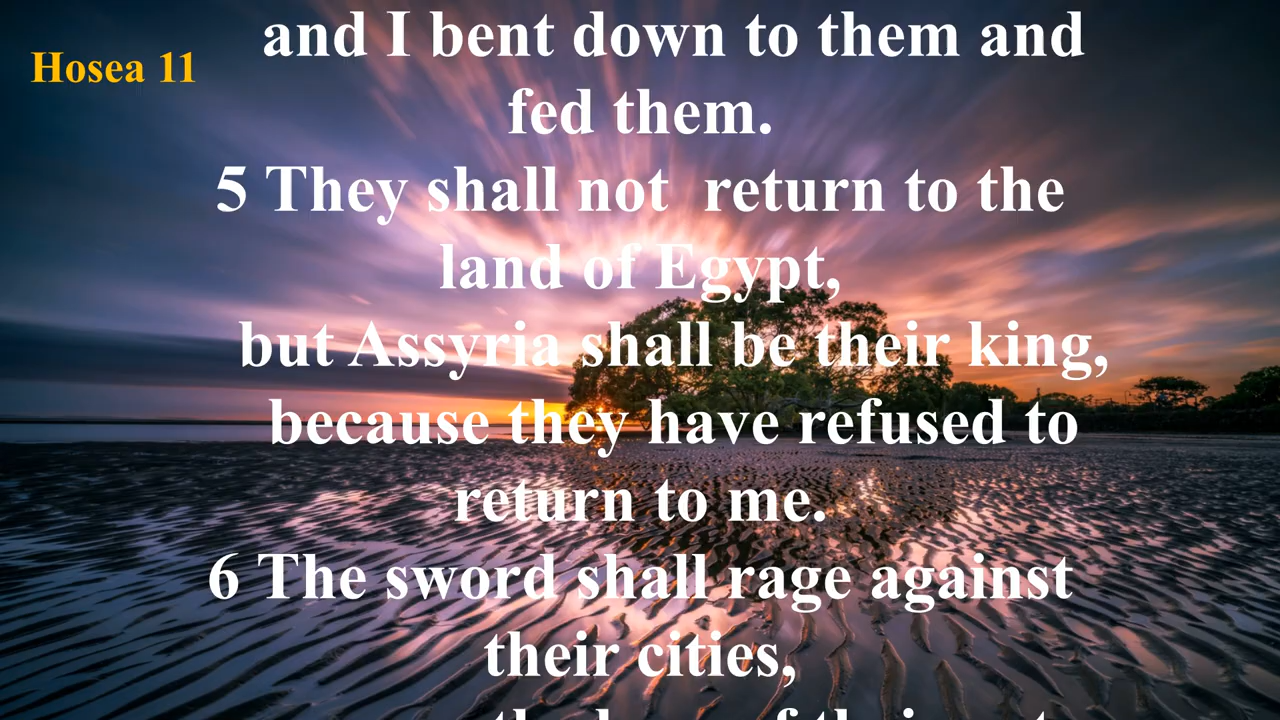 Hosea 11
and I bent down to them and
fed them.
5 They shall not  return to the
land of Egypt,
but Assyria shall be their king,
because they have refused to
return to me.
6 The sword shall rage against
their cities,